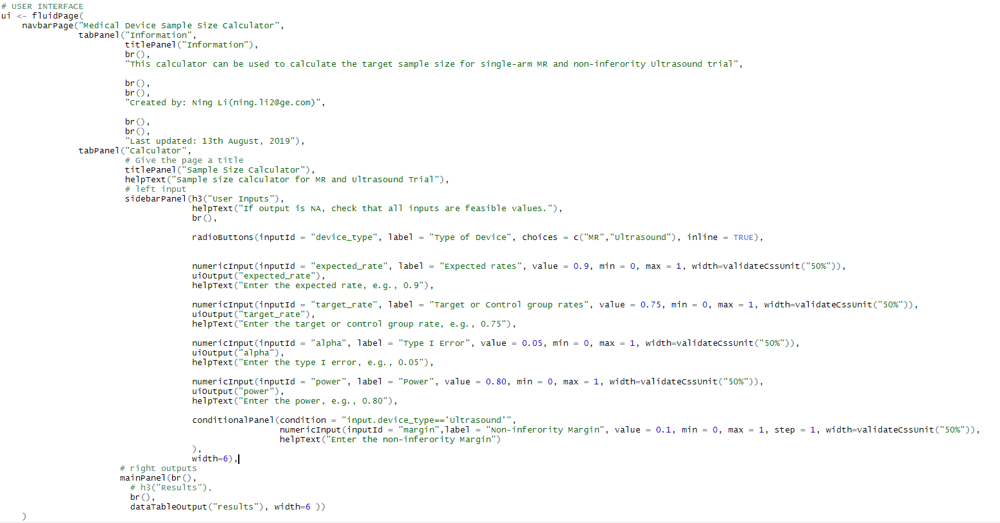 # USER INTERFACE
ui <- fluidPage(
navbarPage("Medical Device Sample Size Calculator",
tabPanel("Information",
titlePanel("Information"),
br(),
"This calculator can be used to calculate the target sample size for single-arm MR and non-inferority Ultrasound trial",
br(),
br(),
"Created by: Ning Li(ning.li2@ge.com)",
br(),
br(),
"Last updated: 13th August, 2019"),
tabPanel("Calculator",
# Give the page a title
titlePanel("Sample Size Calculator"),
helpText("Sample size calculator for MR and Ultrasound Trial"),
# left input
sidebarPanel(h3("User Inputs"),
helpText("If output is NA, check that all inputs are feasible values."),
br(),
radioButtons(inputId = "device_type", label = "Type of Device", choices = c("MR","Ultrasound"), inline = TRUE),
numericInput(inputId = "expected_rate", label = "Expected rates", value = 0.9, min = 0, max = 1, width=validateCssUnit("50%")),
uiOutput("expected_rate"),
helpText("Enter the expected rate, e.g., 0.9"),
numericInput(inputId = "target_rate", label = "Target or Control group rates", value = 0.75, min = 0, max = 1, width=validateCssUnit("50%")),
uiOutput("target_rate"),
helpText("Enter the target or control group rate, e.g., 0.75"),
numericInput(inputId = "alpha", label = "Type I Error", value = 0.05, min = 0, max = 1, width=validateCssUnit("50%")),
uiOutput("alpha"),
helpText("Enter the type I error, e.g., 0.05"),
numericInput(inputId = "power", label = "Power", value = 0.80, min = 0, max = 1, width=validateCssUnit("50%")),
uiOutput("power"),
helpText("Enter the power, e.g., 0.80"),
conditionalPanel(condition = "input.device_type=='Ultrasound'",
numericInput(inputId = "margin",label = "Non-inferority Margin", value = 0.1, min = 0, max = 1, step = 1, width=validateCssUnit("50%")),
helpText("Enter the non-inferority Margin")
),
width=6),
# right outputs
mainPanel(br(),
# h3("Results"),
br(),
dataTableOutput("results"), width=6 ))
)